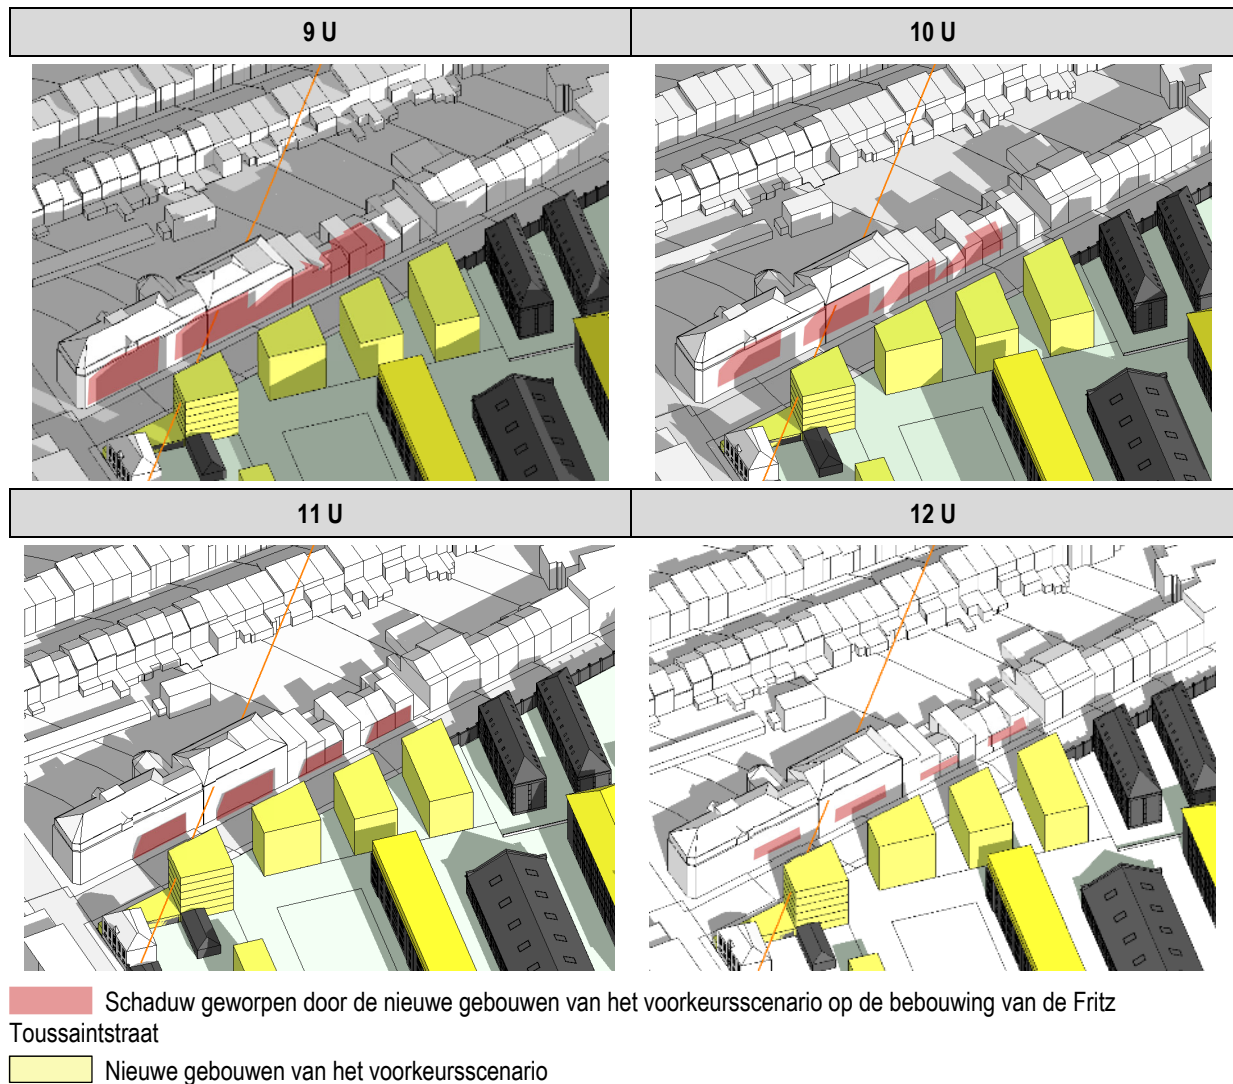 9 U
10 U
11 U
12 U
Schaduw geworpen door de nieuwe gebouwen van het voorkeursscenario op de bebouwing van de Fritz
Toussaintstraat
Nieuwe gebouwen van het voorkeursscenario